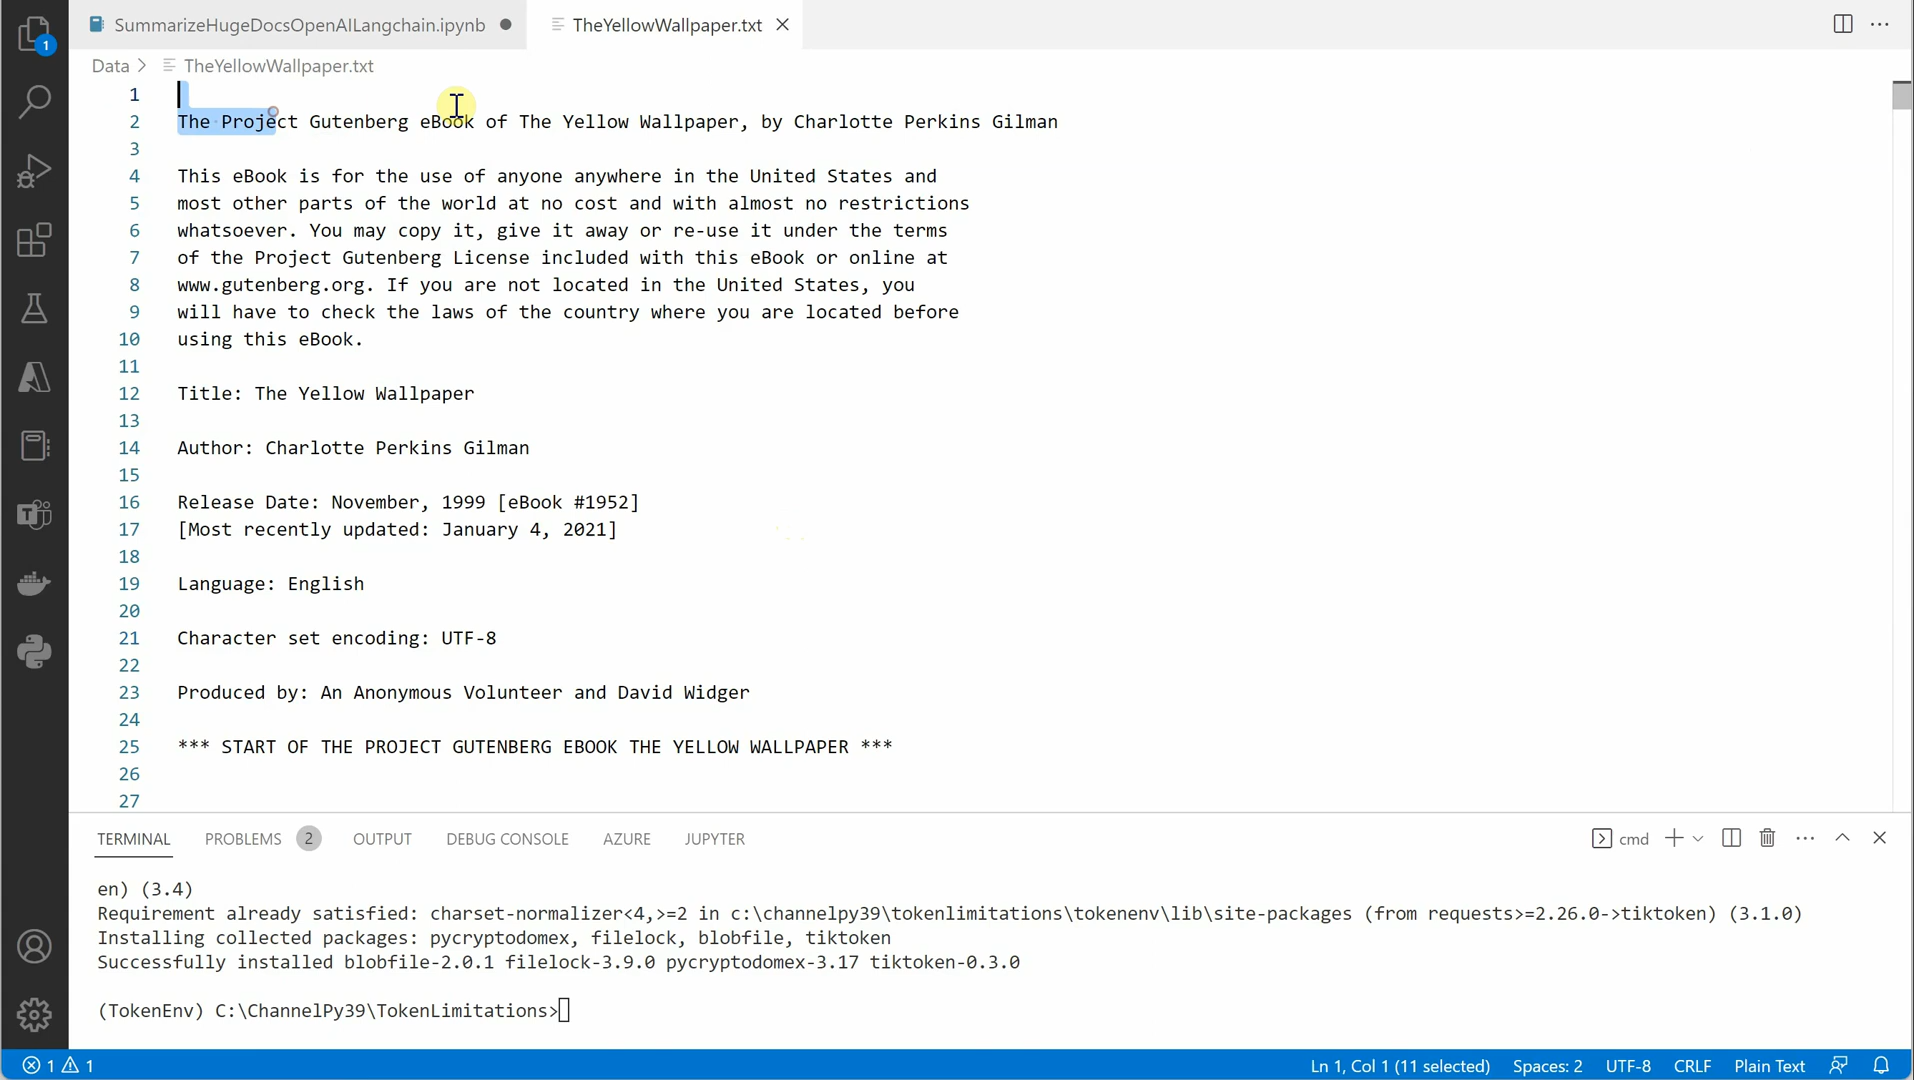 SummarizeHugeDocsOpenAILangchain.ipynb
TheYellowWallpaper.txt
1
Data > TheYellowWallpaper.txt
1
2 The Project Gutenberg eBook of The Yellow Wallpaper, by Charlotte Perkins Gilman
3
4 This eBook is for the use of anyone anywhere in the United States and
5 most other parts of the world at no cost and with almost no restrictions
6 whatsoever. You may copy it, give it away or re-use it under the terms
7 of the Project Gutenberg License included with this eBook or online at
8 www.gutenberg.org. If you are not located in the United States, you
9 will have to check the laws of the country where you are located before
10 using this eBook.
11
12 Title: The Yellow Wallpaper
13
14 Author: Charlotte Perkins Gilman
15
16 Release Date: November, 1999 [eBook #1952]
17 [Most recently updated: January 4, 2021]
18
19 Language: English
20
21 Character set encoding: UTF-8
22
23 Produced by: An Anonymous Volunteer and David Widger
24
25 *** START OF THE PROJECT GUTENBERG EBOOK THE YELLOW WALLPAPER ***
26
27
TERMINAL PROBLEMS 2 OUTPUT DEBUG CONSOLE AZURE JUPYTER cmd
en) (3.4)
Requirement already satisfied: charset-normalizer<4,>=2 in c:\channelpy39\tokenlimitations\tokenenv\lib\site-packages (from requests>=2.26.0->tiktoken) (3.1.0)
Installing collected packages: pycryptodomex, filelock, blobfile, tiktoken
Successfully installed blobfile-2.0.1 filelock-3.9.0 pycryptodomex-3.17 tiktoken-0.3.0
(TokenEnv) C:\ChannelPy39\TokenLimitations>
1 1 Ln 1, Col 1 (11 selected) Spaces: 2 UTF-8 CRLF Plain Text